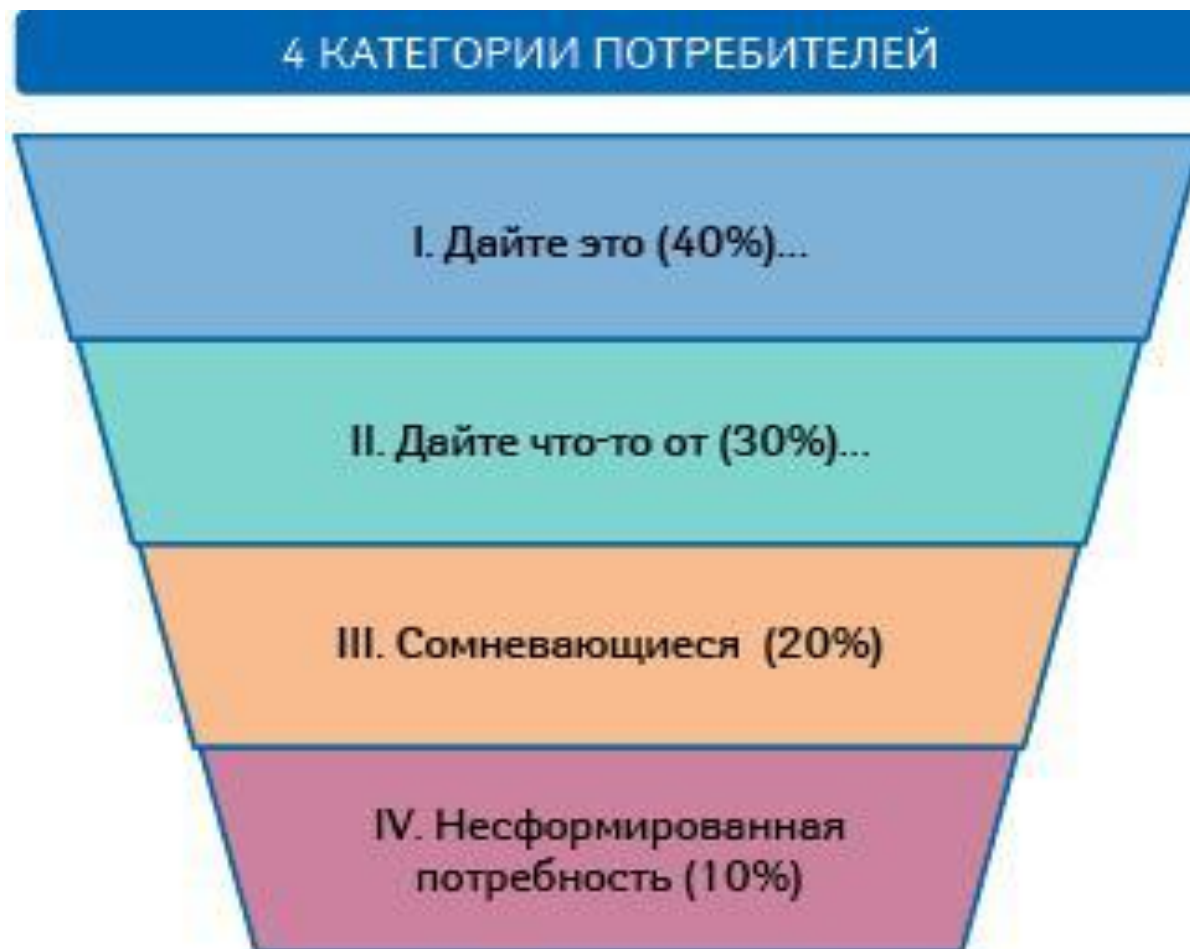 4 КАТЕГОРИИ ПОТРЕБИТЕЛЕЙ
I. Дайте это (40%)...
II. Дайте что-то от (30%)...
III. Сомневающиеся (20%)
IV. Несформированная
потребность (10%)